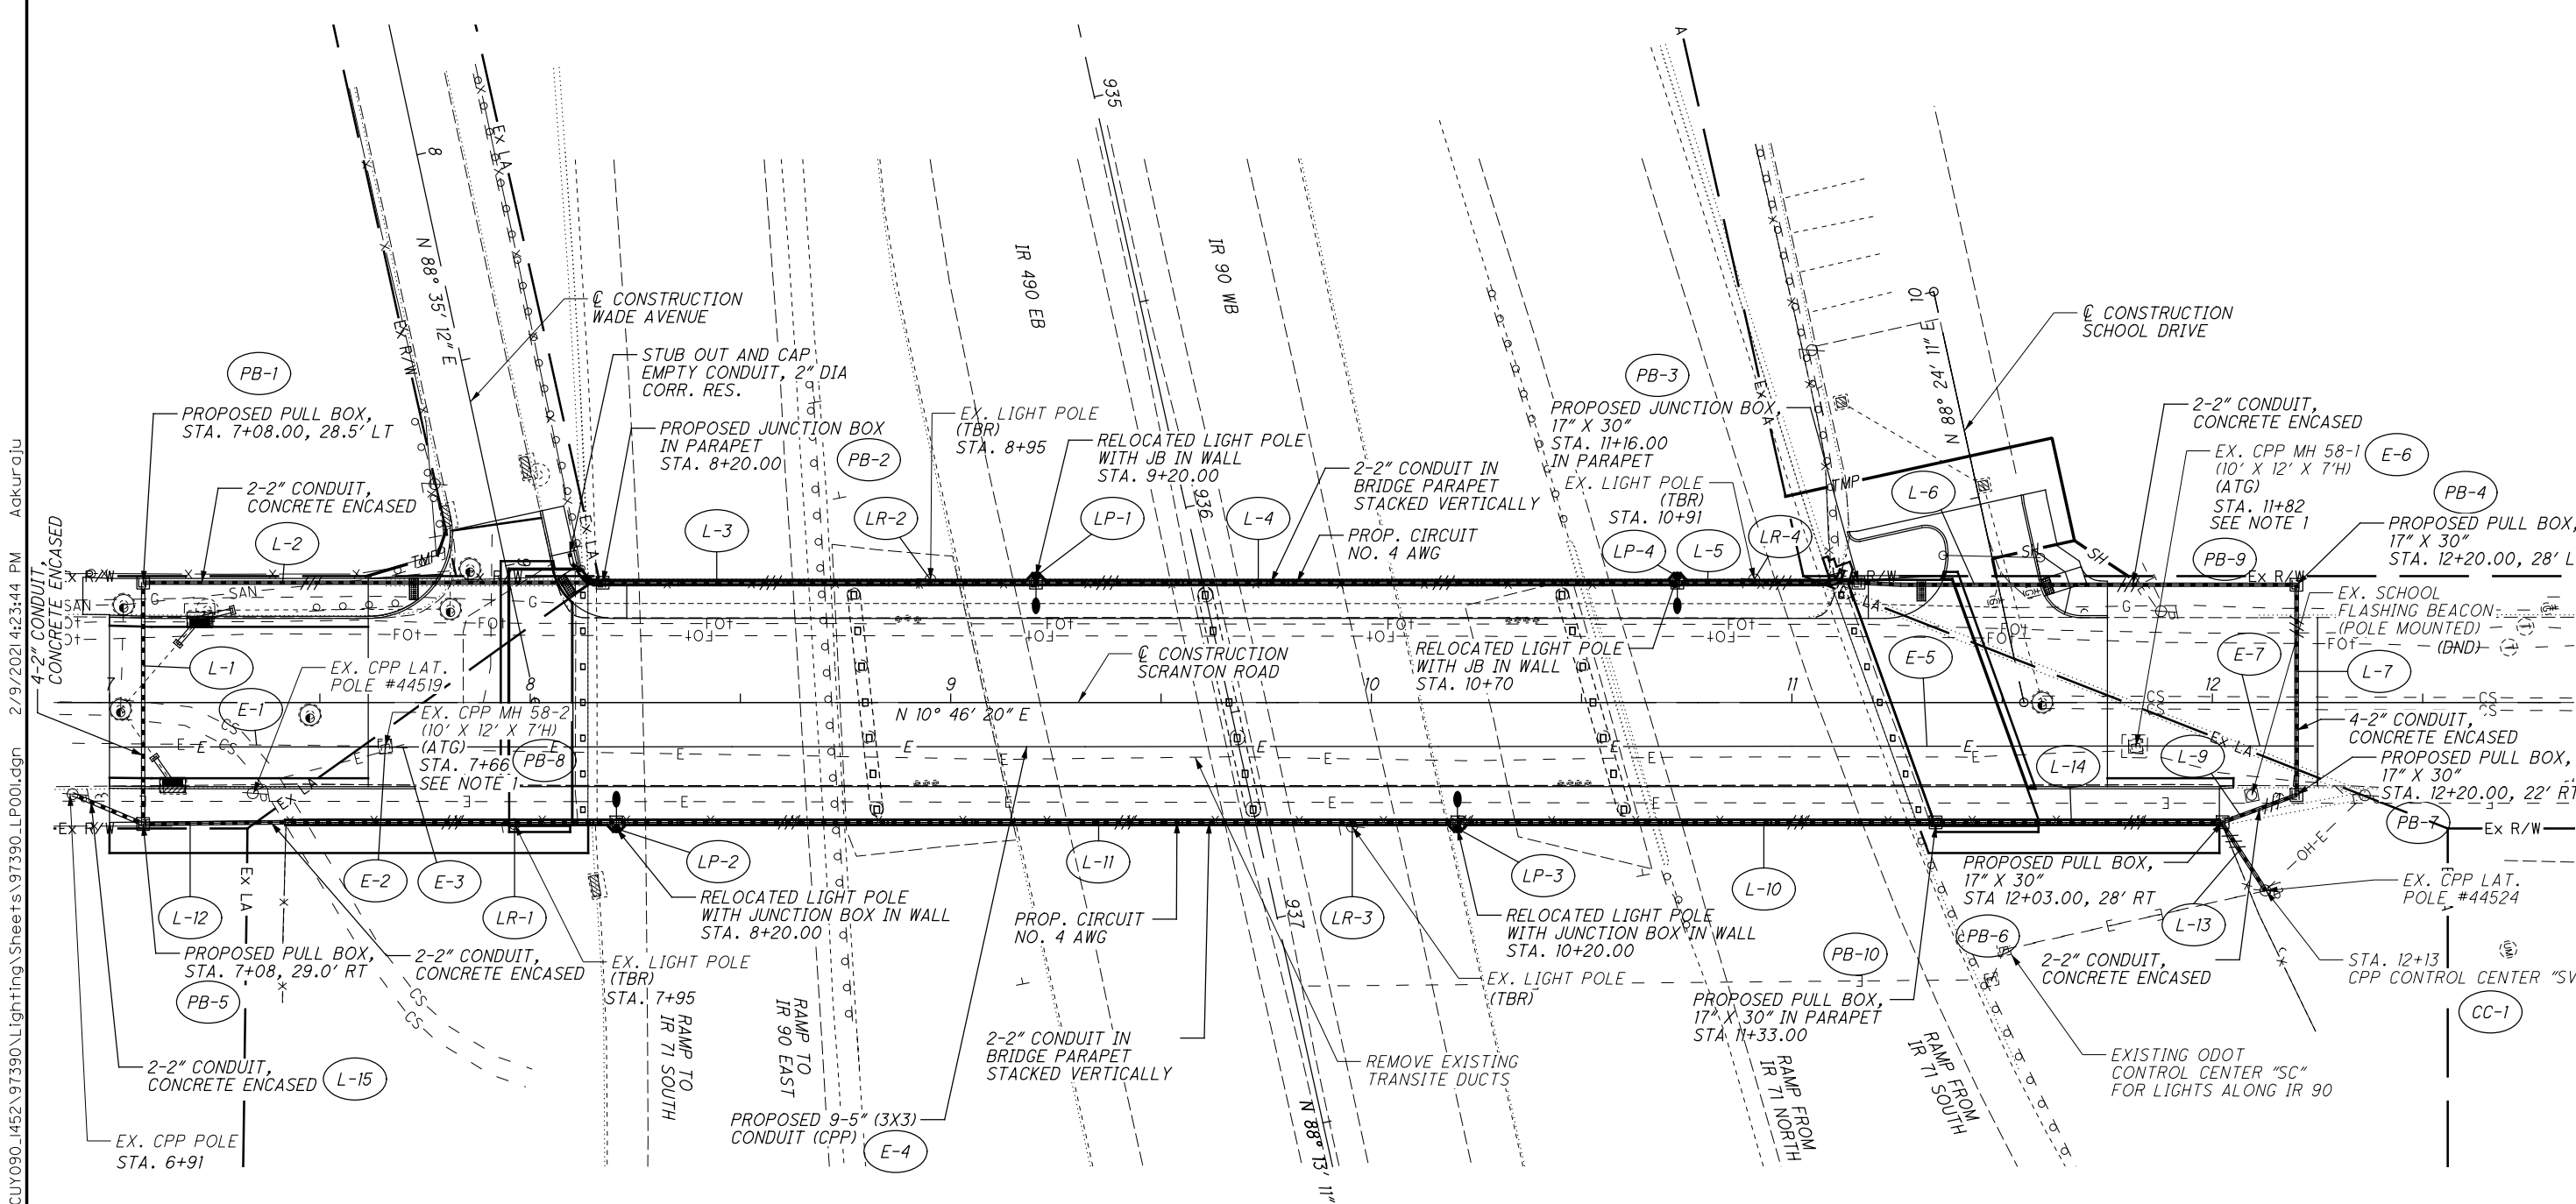 CUY090_I452\97390\Lighting\Sheets\97390_LP001.dgn 2/9/2021 4:23:44 PM Aakuraju
PB-1
PROPOSED PULL BOX,
STA. 7+08.00, 28.5' LT
2-2" CONDUIT,
CONCRETE ENCASED
L-2
4-2" CONDUIT,
CONCRETE ENCASED
Ex R/W
Ex R/W
N 88° 35' 12" E
8
Ex LA
℄ CONSTRUCTION
WADE AVENUE
STUB OUT AND CAP
EMPTY CONDUIT, 2" DIA
CORR. RES.
PROPOSED JUNCTION BOX
IN PARAPET
STA. 8+20.00
PB-2
L-3
LR-2
EX. LIGHT POLE
(TBR)
STA. 8+95
RELOCATED LIGHT POLE
WITH JB IN WALL
STA. 9+20.00
LP-1
L-4
2-2" CONDUIT IN
BRIDGE PARAPET
STACKED VERTICALLY
PROP. CIRCUIT
NO. 4 AWG
935
936
937
IR 490 EB
IR 90 WB
PB-3
PROPOSED JUNCTION BOX,
17" X 30"
STA. 11+16.00
IN PARAPET
EX. LIGHT POLE
(TBR)
STA. 10+91
LP-4
L-5
LR-4
L-6
A
TMP
TMP
10
N 88° 24' 11" E
℄ CONSTRUCTION
SCHOOL DRIVE
2-2" CONDUIT,
CONCRETE ENCASED
EX. CPP MH 58-1
(10' X 12' X 7'H)
(ATG)
STA. 11+82
SEE NOTE 1
E-6
PB-4
PROPOSED PULL BOX,
17" X 30"
STA. 12+20.00, 28' L
PB-9
Ex R/W
EX. SCHOOL
FLASHING BEACON
(POLE MOUNTED)
(DND)
E-7
L-7
4-2" CONDUIT,
CONCRETE ENCASED
PROPOSED PULL BOX,
17" X 30"
STA. 12+20.00, 22' RT
PB-7
Ex R/W
SAN
SAN
L-1
E-1
EX. CPP LAT.
POLE #44519
EX. CPP MH 58-2
(10' X 12' X 7'H)
(ATG)
STA. 7+66
SEE NOTE 1
PB-8
7
8
9
10
11
12
N 10° 46' 20" E
℄ CONSTRUCTION
SCRANTON ROAD
RELOCATED LIGHT POLE
WITH JB IN WALL
STA. 10+70
E-5
L-14
L-9
Ex LA
Ex R/W
Ex LA
Ex LA
L-12
E-2
E-3
LR-1
LP-2
L-11
LR-3
LP-3
L-10
PROPOSED PULL BOX,
STA. 7+08, 29.0' RT
PB-5
2-2" CONDUIT,
CONCRETE ENCASED
EX. LIGHT POLE
(TBR)
STA. 7+95
RELOCATED LIGHT POLE
WITH JUNCTION BOX IN WALL
STA. 8+20.00
PROP. CIRCUIT
NO. 4 AWG
2-2" CONDUIT IN
BRIDGE PARAPET
STACKED VERTICALLY
RELOCATED LIGHT POLE
WITH JUNCTION BOX IN WALL
STA. 10+20.00
EX. LIGHT POLE
(TBR)
REMOVE EXISTING
TRANSITE DUCTS
PB-10
PROPOSED PULL BOX,
17" X 30" IN PARAPET
STA 11+33.00
PB-6
PROPOSED PULL BOX,
17" X 30"
STA 12+03.00, 28' RT
L-13
2-2" CONDUIT,
CONCRETE ENCASED
OH-E
EX. CPP LAT.
POLE #44524
STA. 12+13
CPP CONTROL CENTER "SV
CC-1
EXISTING ODOT
CONTROL CENTER "SC"
FOR LIGHTS ALONG IR 90
2-2" CONDUIT,
CONCRETE ENCASED
L-15
EX. CPP POLE
STA. 6+91
RAMP TO
IR 71 SOUTH
RAMP TO
IR 90 EAST
PROPOSED 9-5" (3X3)
CONDUIT (CPP)
E-4
N 88° 13' 11"
RAMP FROM
IR 71 NORTH
RAMP FROM
IR 71 SOUTH